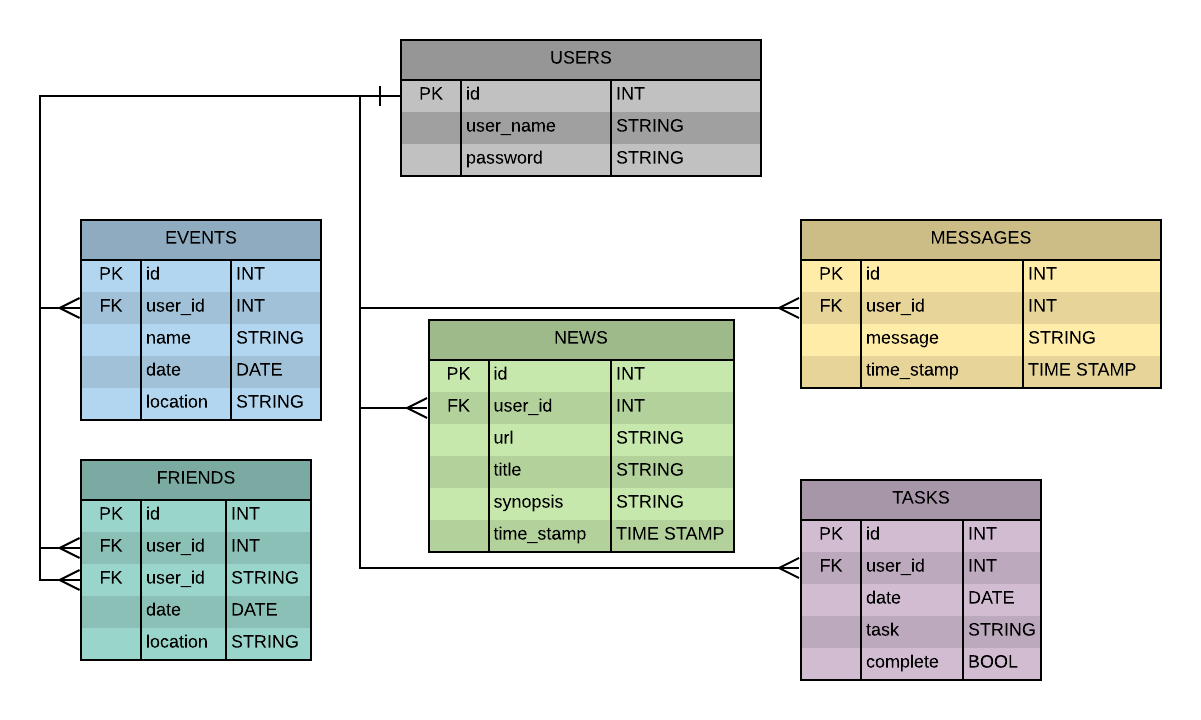 USERS
PK id INT
user_name STRING
password STRING
EVENTS
PK id INT
FK user_id INT
name STRING
date DATE
location STRING
MESSAGES
PK id INT
FK user_id INT
message STRING
time_stamp TIME STAMP
NEWS
PK id INT
FK user_id INT
url STRING
title STRING
synopsis STRING
time_stamp TIME STAMP
FRIENDS
PK id INT
FK user_id INT
FK user_id STRING
date DATE
location STRING
TASKS
PK id INT
FK user_id INT
date DATE
task STRING
complete BOOL